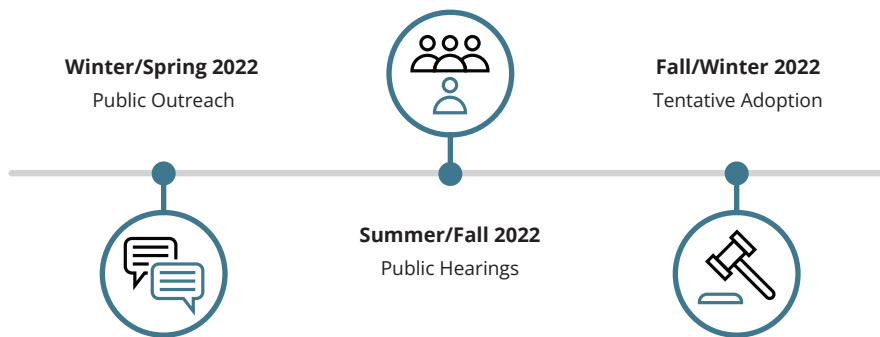 Winter/Spring 2022
Public Outreach
Summer/Fall 2022
Public Hearings
Fall/Winter 2022
Tentative Adoption